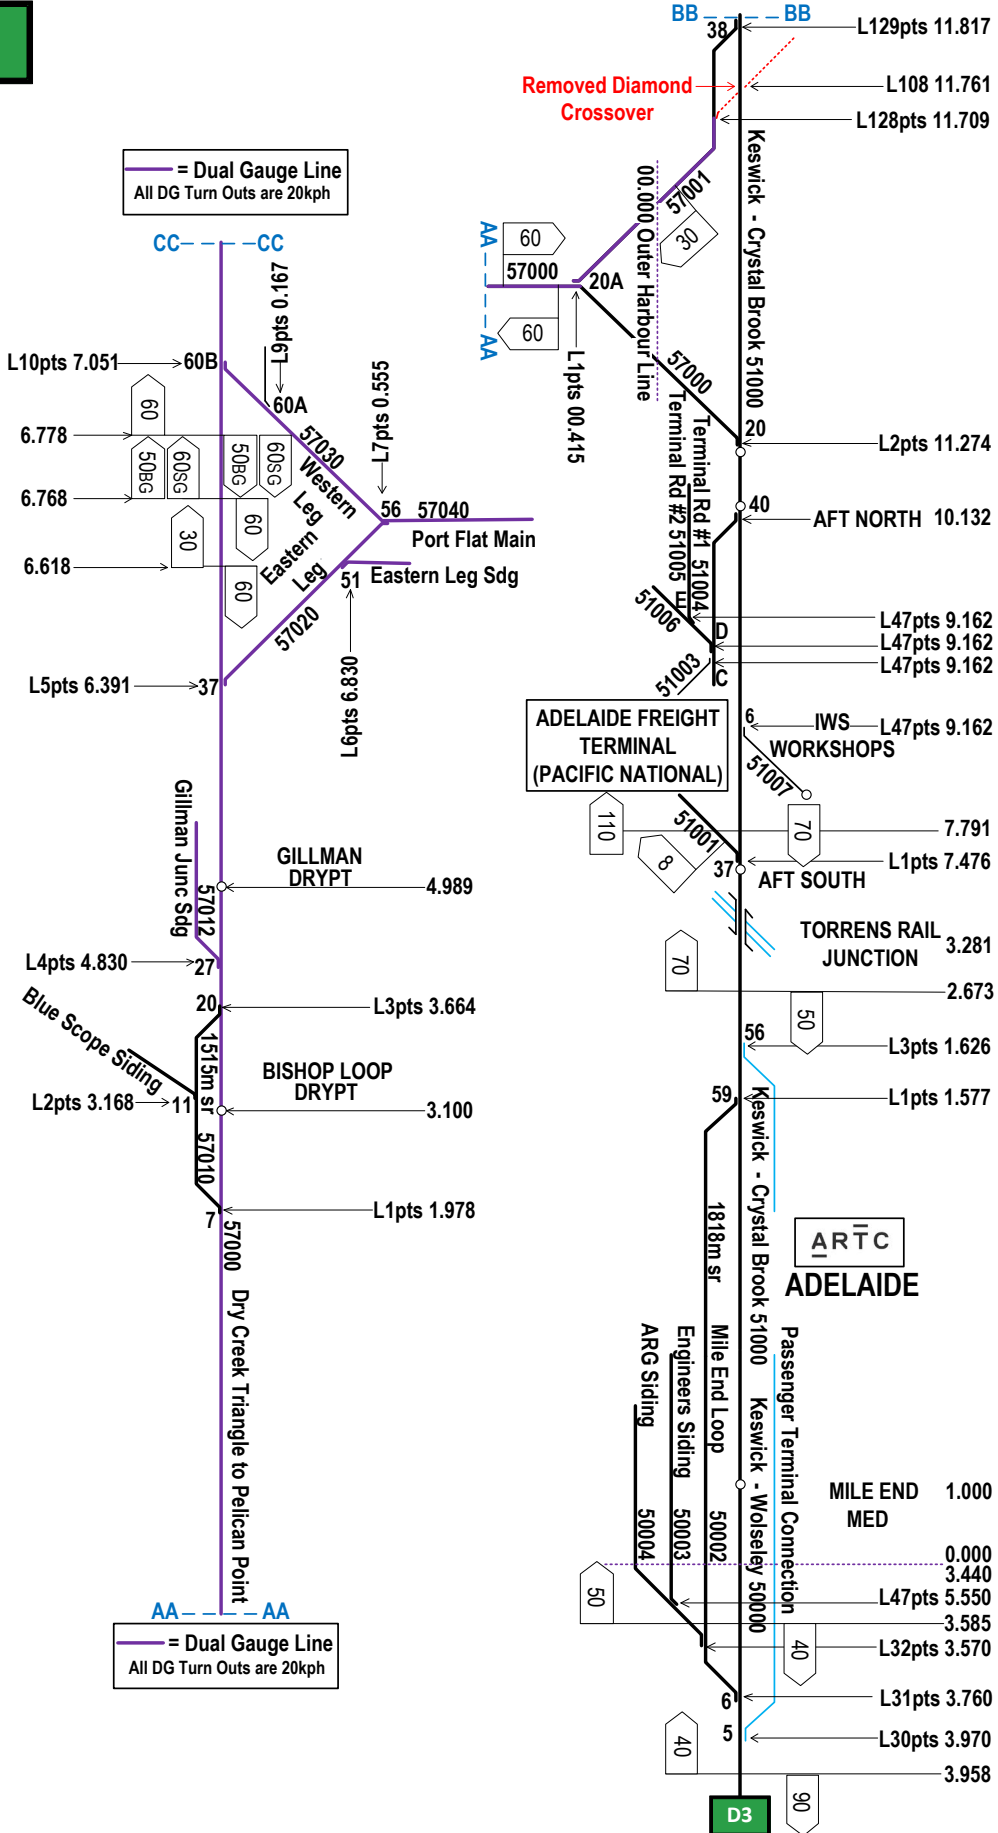 BB BB
38
L129pts 11.817
Removed Diamond
Crossover
L108 11.761
L128pts 11.709
Keswick - Crystal Brook 51000
57001
30
00.000 Outer Harbour Line
= Dual Gauge Line
All DG Turn Outs are 20kph
CC CC
AA
60
57000
20A
60
AA
L1pts 00.415
57000
20
L2pts 11.274
L9pts 0.167
L10pts 7.051
60B
60A
L7pts 0.555
60
6.778
57030
Western
Leg
50BG
60SG
50BG
60SG
6.768
60
30
6.618
60
56
57040
Port Flat Main
Eastern
Leg
51
Eastern Leg Sdg
57020
L5pts 6.391
37
L6pts 6.830
40
AFT NORTH 10.132
Terminal Rd #1 51004
Terminal Rd #2 51005
E
51006
D
L47pts 9.162
L47pts 9.162
L47pts 9.162
51003
C
ADELAIDE FREIGHT
TERMINAL
(PACIFIC NATIONAL)
6
IWS
WORKSHOPS
L47pts 9.162
51007
110
70
7.791
51001
8
37
L1pts 7.476
AFT SOUTH
Gillman Junc Sdg
57012
GILLMAN
DRYPT
4.989
L4pts 4.830
27
TORRENS RAIL
JUNCTION
3.281
70
2.673
50
20
L3pts 3.664
Blue Scope Siding
1515m sr
L2pts 3.168
11
BISHOP LOOP
DRYPT
3.100
57010
L1pts 1.978
7
57000 Dry Creek Triangle to Pelican Point
56
L3pts 1.626
59
L1pts 1.577
Keswick - Crystal Brook 51000
1818m sr
ARTC
ADELAIDE
Passenger Terminal Connection
Keswick - Wolseley 50000
Mile End Loop
50002
Engineers Siding
50003
ARG Siding
50004
MILE END
MED
1.000
0.000
3.440
L47pts 5.550
50
3.585
40
L32pts 3.570
6
L31pts 3.760
5
L30pts 3.970
40
3.958
90
D3
AA AA
= Dual Gauge Line
All DG Turn Outs are 20kph